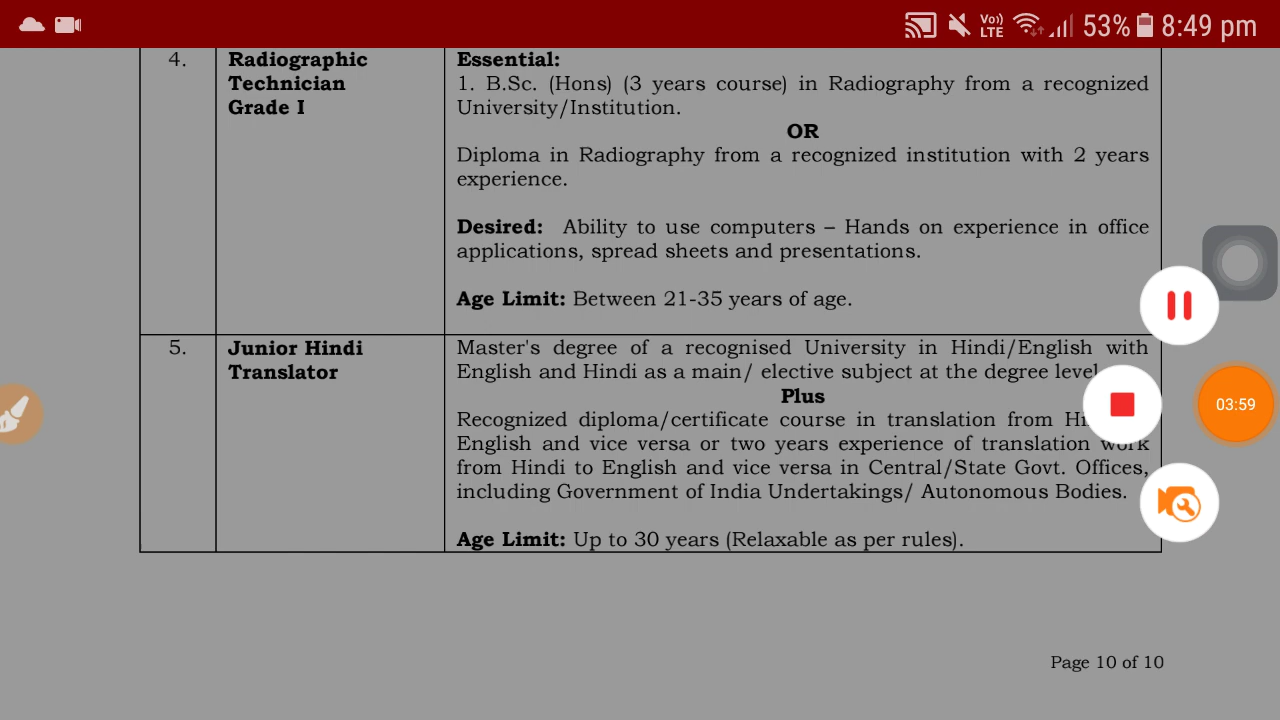 Vo))
LTE
53%
8:49 pm
4.
Radiographic
Technician
Grade I
Essential:
1. B.Sc. (Hons) (3 years course) in Radiography from a recognized
University/Institution.
OR
Diploma in Radiography from a recognized institution with 2 years
experience.
Desired: Ability to use computers – Hands on experience in office
applications, spread sheets and presentations.
Age Limit: Between 21-35 years of age.
5.
Junior Hindi
Translator
Master's degree of a recognised University in Hindi/English with
English and Hindi as a main/ elective subject at the degree level
Plus
Recognized diploma/certificate course in translation from
English and vice versa or two years experience of translation work
from Hindi to English and vice versa in Central/State Govt. Offices,
including Government of India Undertakings/ Autonomous Bodies.
Age Limit: Up to 30 years (Relaxable as per rules).
03:59
Page 10 of 10